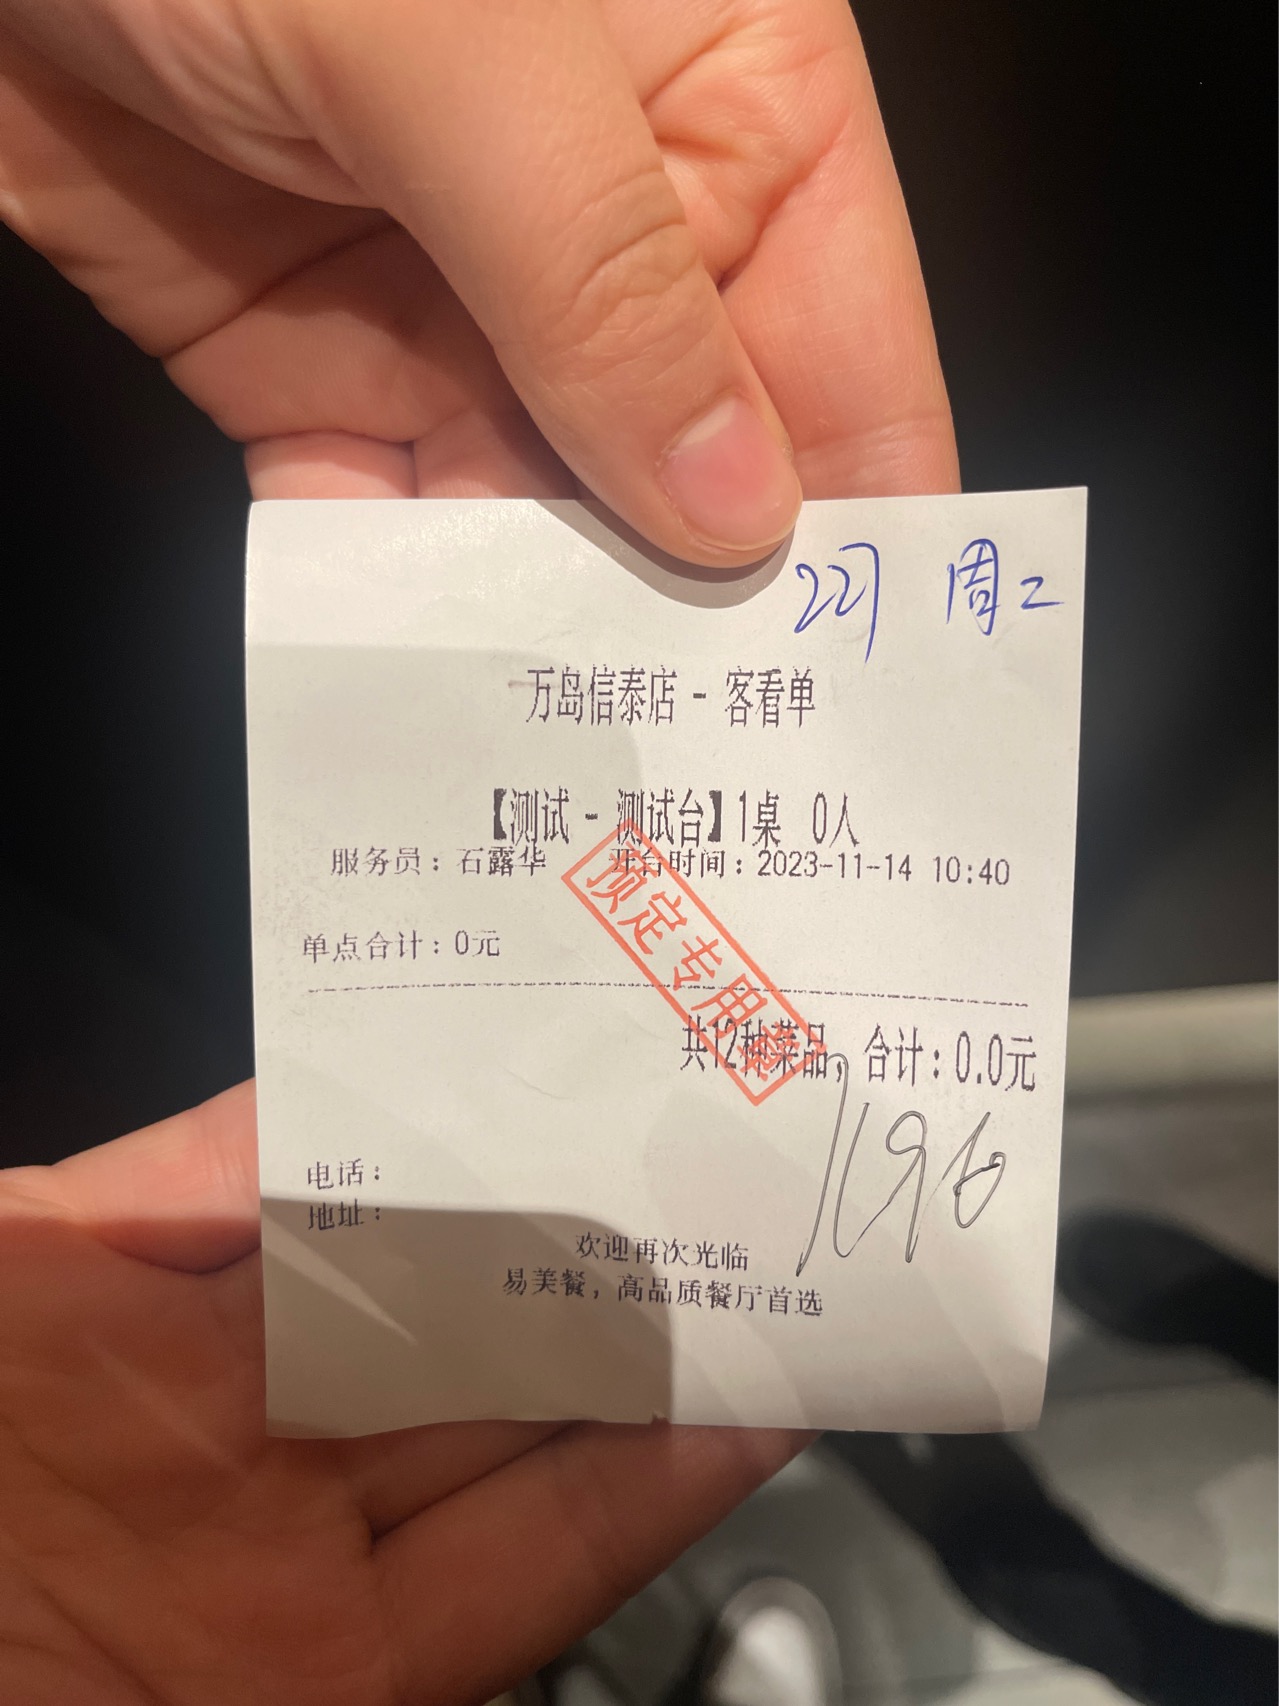 周二
万岛信泰店 - 客看单
【测试 - 测试台】1桌 0人
服务员：石露华 开台时间：2023-11-14 10:40
预定专用章
单点合计：0元
共12种菜品，合计：0.0元
电话：
地址：
欢迎再次光临
易美餐，高品质餐厅首选